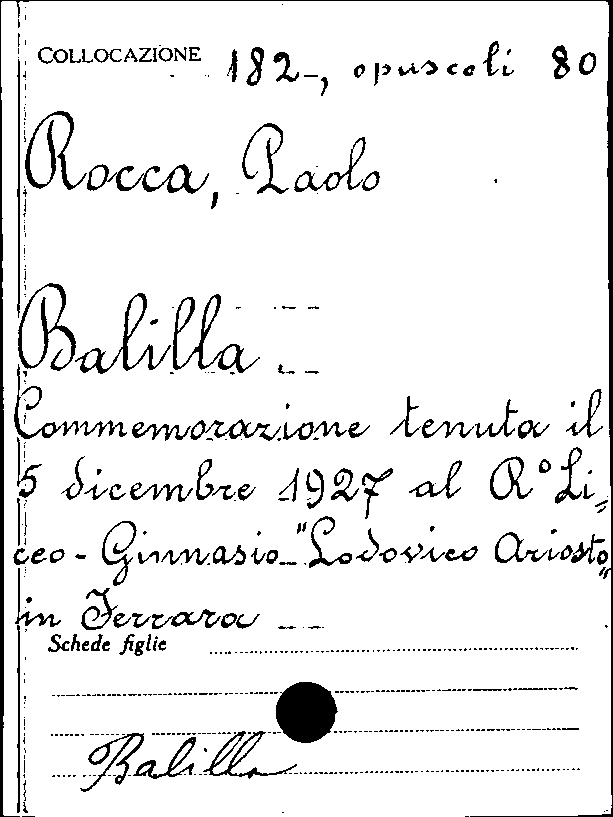 COLLOCAZIONE 182-, opuscoli 80
Rocca, Paolo
Balilla --
Commemorazione tenuta il
5 dicembre 1927 al R° Li=
ceo-Ginnasio "Lodovico Ariosto"
in Ferrara --
Schede figlie
Balilla